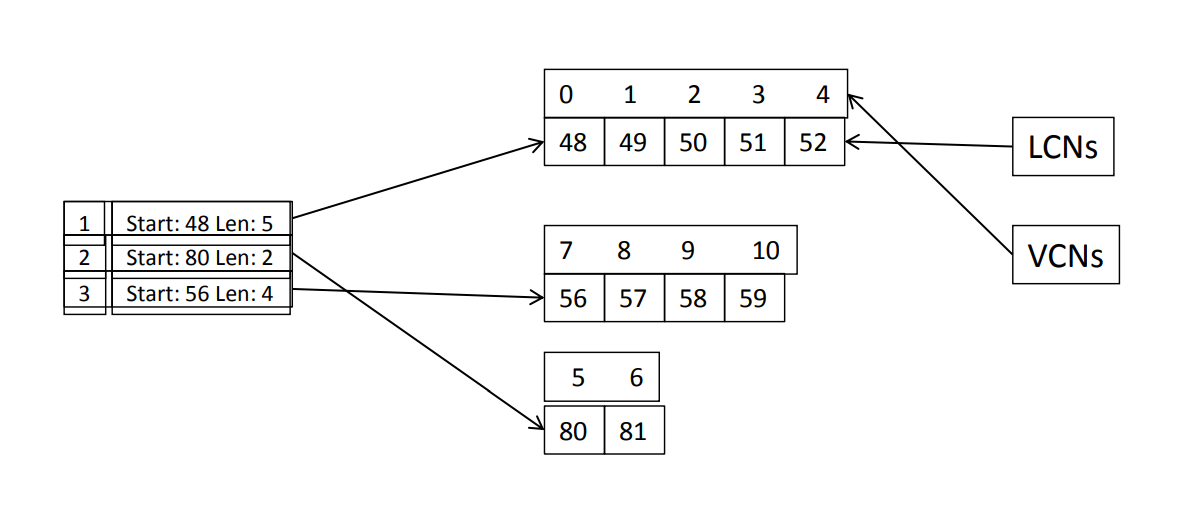 0 1 2 3 4
48 49 50 51 52
LCNs
1 Start: 48 Len: 5
2 Start: 80 Len: 2
3 Start: 56 Len: 4
7 8 9 10
56 57 58 59
VCNs
5 6
80 81